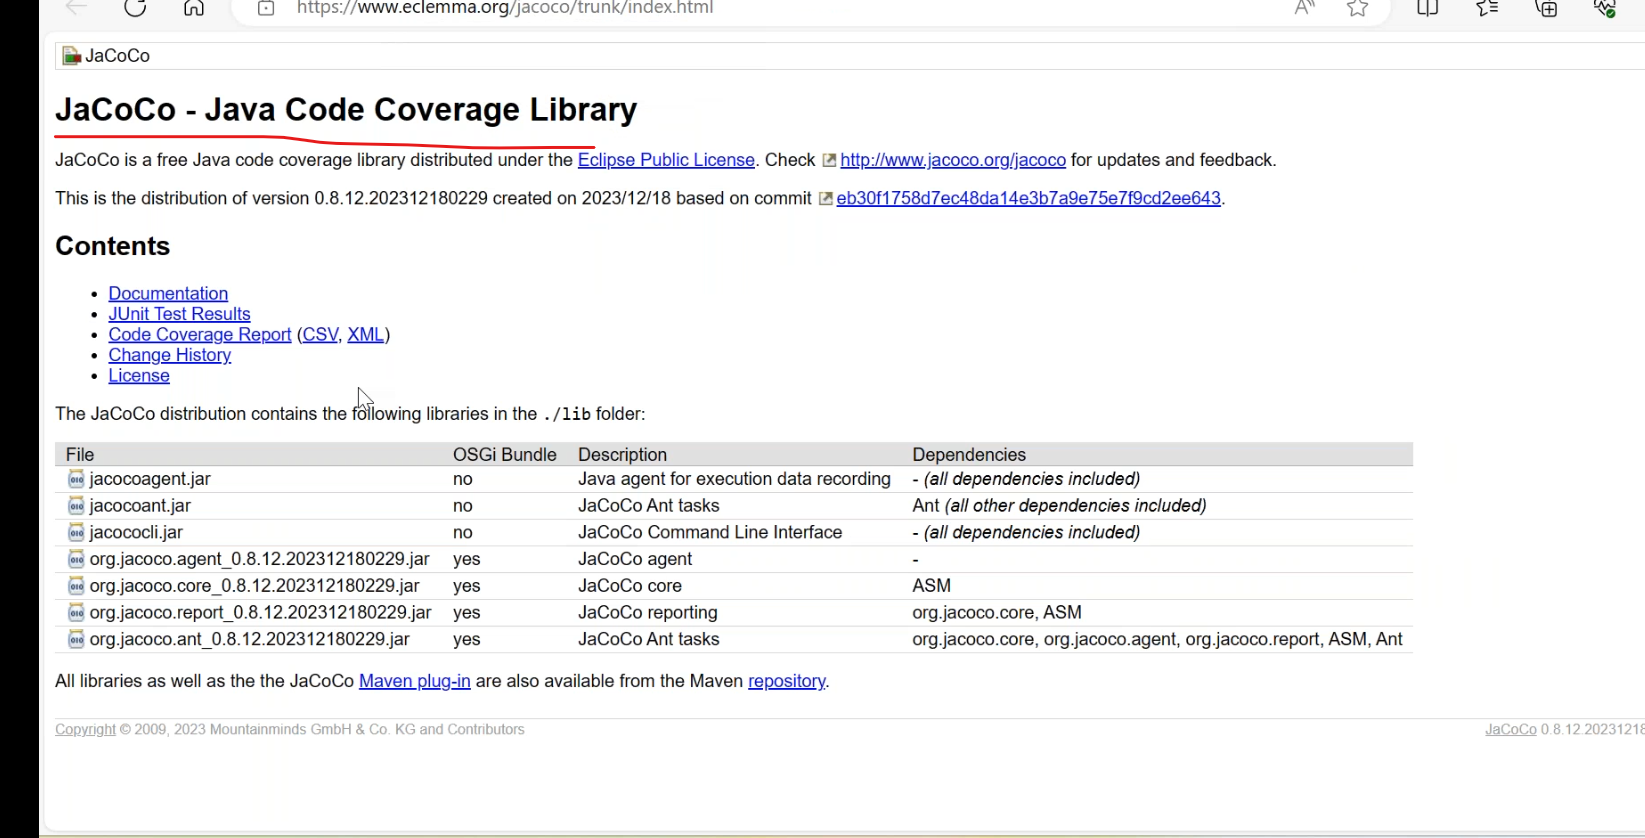 https://www.eclemma.org/jacoco/trunk/index.html
JaCoCo
JaCoCo - Java Code Coverage Library
JaCoCo is a free Java code coverage library distributed under the Eclipse Public License. Check http://www.jacoco.org/jacoco for updates and feedback.
This is the distribution of version 0.8.12.202312180229 created on 2023/12/18 based on commit eb30f1758d7ec48da14e3b7a9e75e7f9cd2ee643.
Contents
• Documentation
• JUnit Test Results
• Code Coverage Report (CSV, XML)
• Change History
• License
The JaCoCo distribution contains the following libraries in the ./lib folder:
File OSGi Bundle Description Dependencies
jacocoagent.jar no Java agent for execution data recording - (all dependencies included)
jacocoant.jar no JaCoCo Ant tasks Ant (all other dependencies included)
jacococli.jar no JaCoCo Command Line Interface - (all dependencies included)
org.jacoco.agent_0.8.12.202312180229.jar yes JaCoCo agent -
org.jacoco.core_0.8.12.202312180229.jar yes JaCoCo core ASM
org.jacoco.report_0.8.12.202312180229.jar yes JaCoCo reporting org.jacoco.core, ASM
org.jacoco.ant_0.8.12.202312180229.jar yes JaCoCo Ant tasks org.jacoco.core, org.jacoco.agent, org.jacoco.report, ASM, Ant
All libraries as well as the the JaCoCo Maven plug-in are also available from the Maven repository.
Copyright © 2009, 2023 Mountainminds GmbH & Co. KG and Contributors JaCoCo 0.8.12.20231218